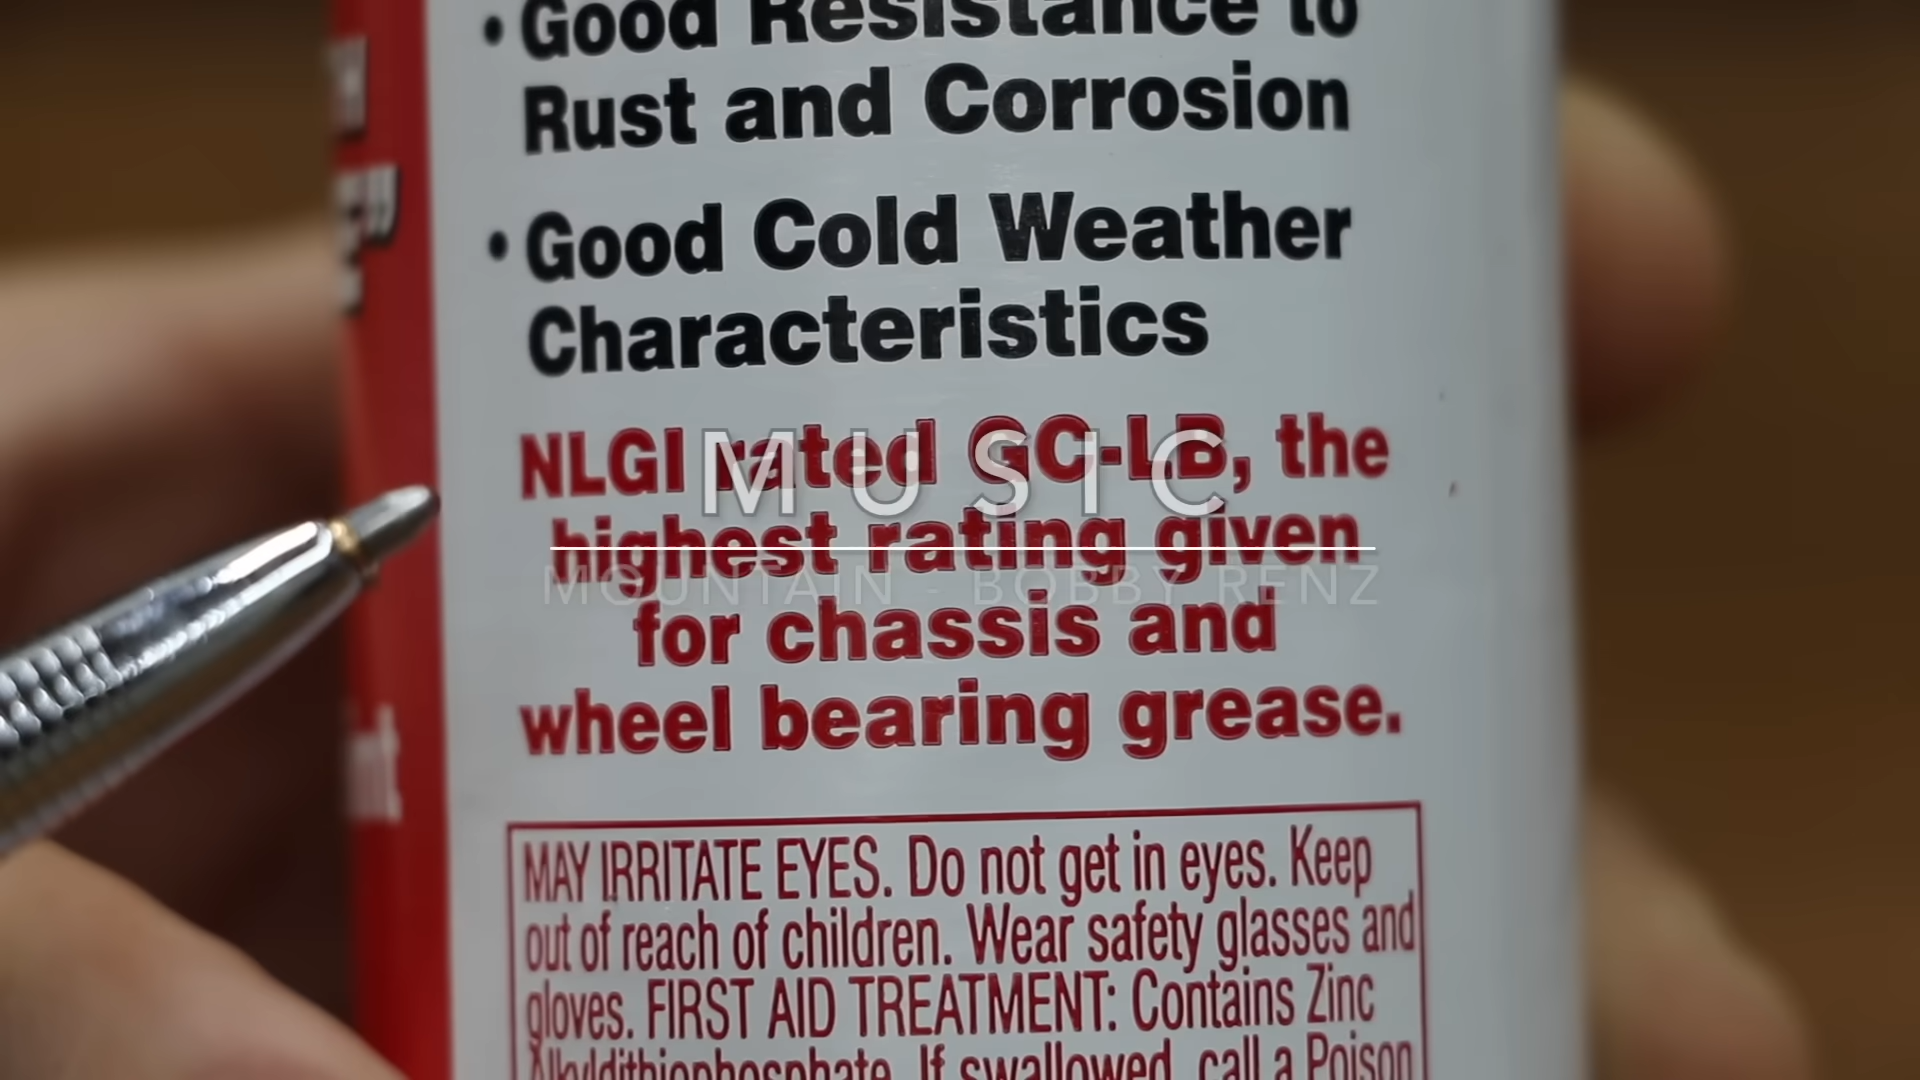 • Good Resistance to
Rust and Corrosion
• Good Cold Weather
Characteristics
NLGI rated GC-LB, the
highest rating given
for chassis and
wheel bearing grease.
MUSIC
MOUNTAIN - BOBBY RENZ
MAY IRRITATE EYES. Do not get in eyes. Keep
out of reach of children. Wear safety glasses and
gloves. FIRST AID TREATMENT: Contains Zinc
Alkyldithiophosphate. If swallowed, call a Poison